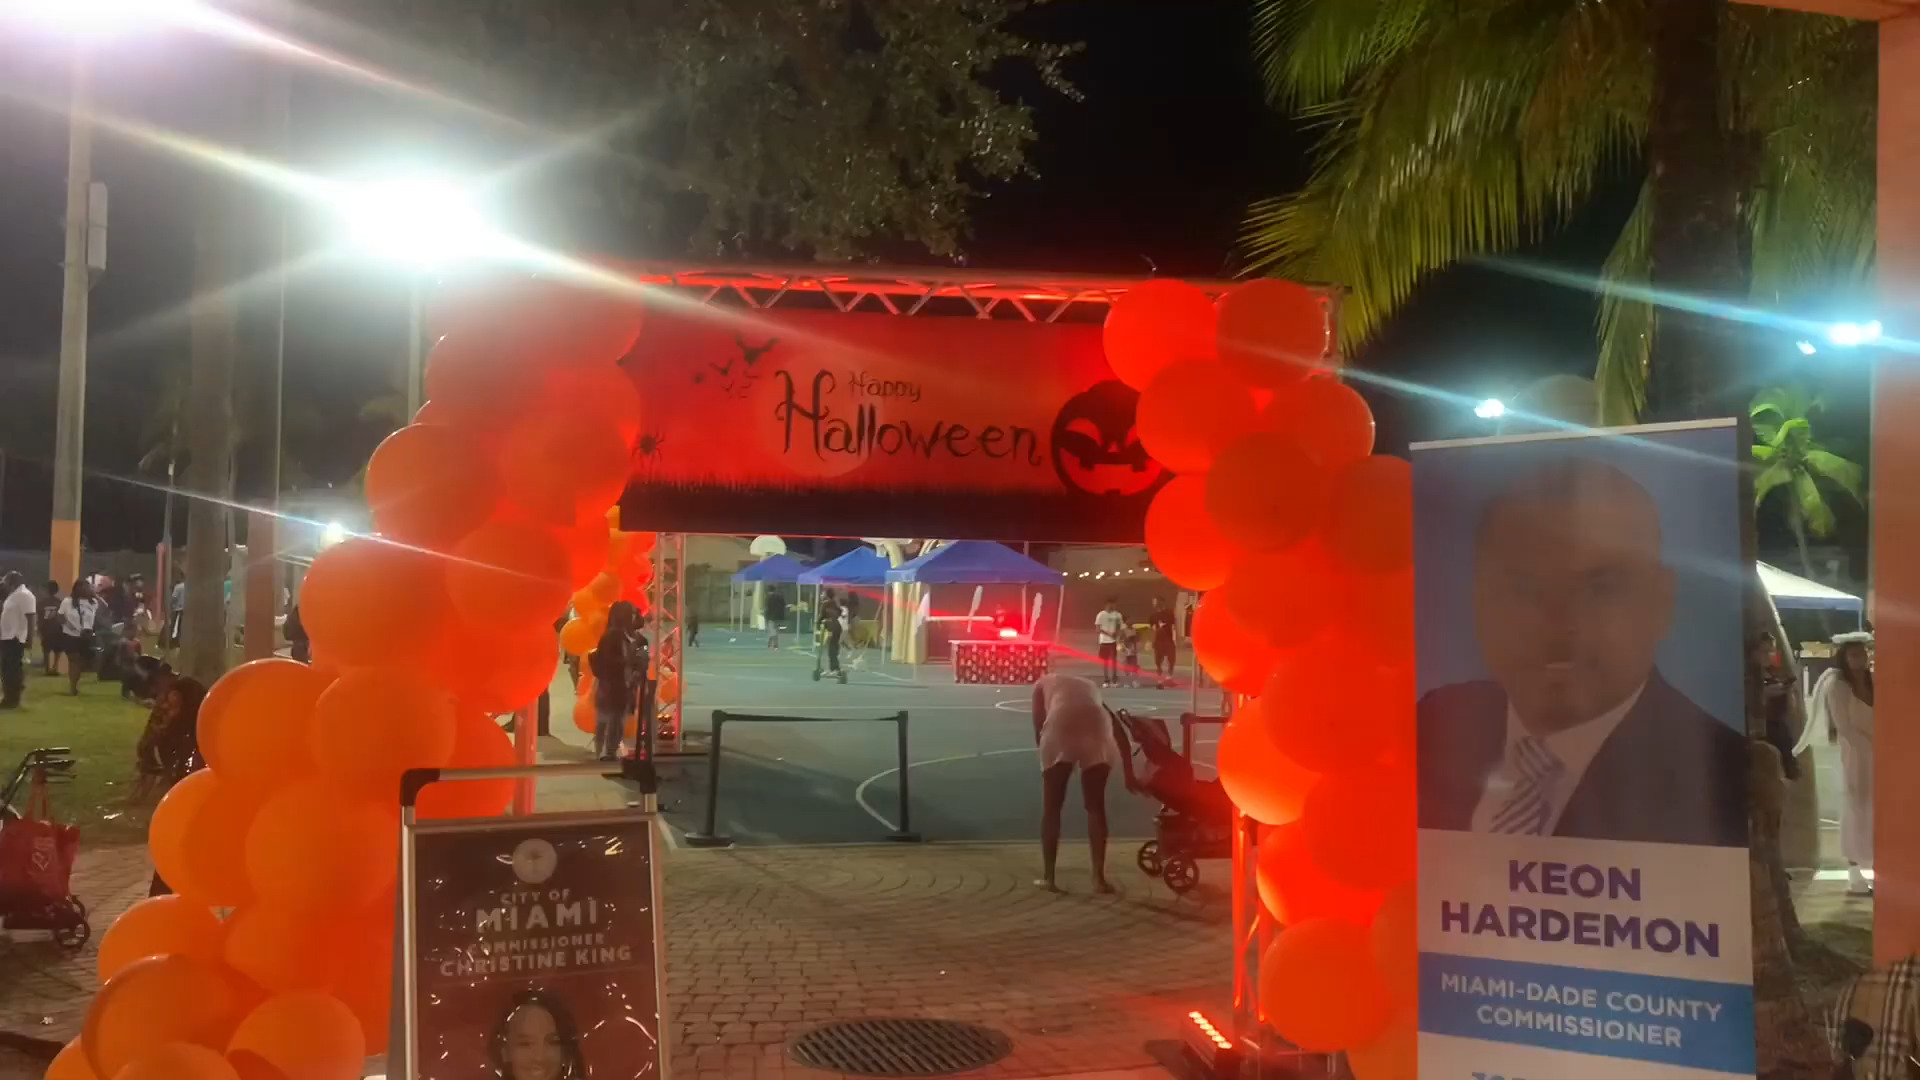 Happy
Halloween
CITY OF
MIAMI
COMMISSIONER
CHRISTINE KING
KEON
HARDEMON
MIAMI-DADE COUNTY
COMMISSIONER